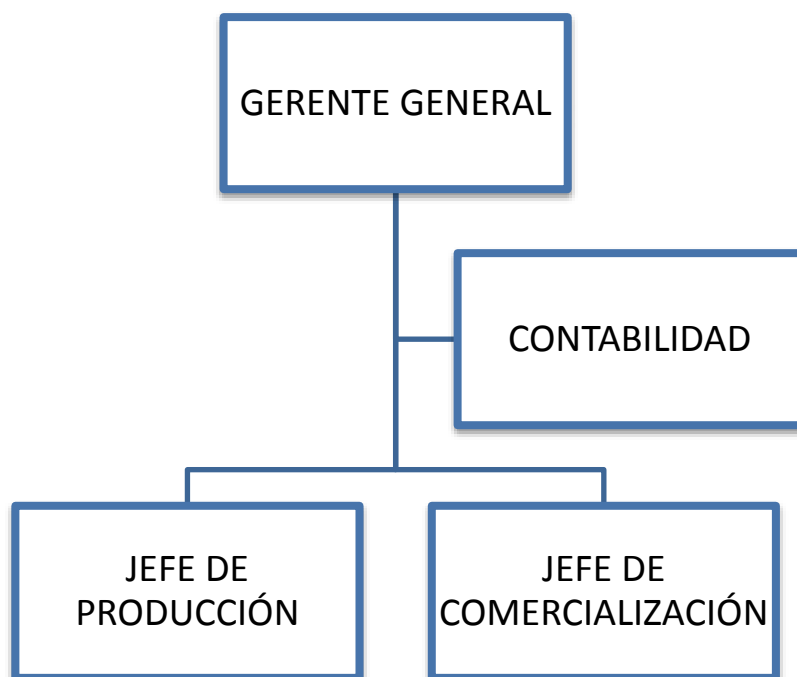 GERENTE GENERAL
CONTABILIDAD
JEFE DE
PRODUCCIÓN
JEFE DE
COMERCIALIZACIÓN